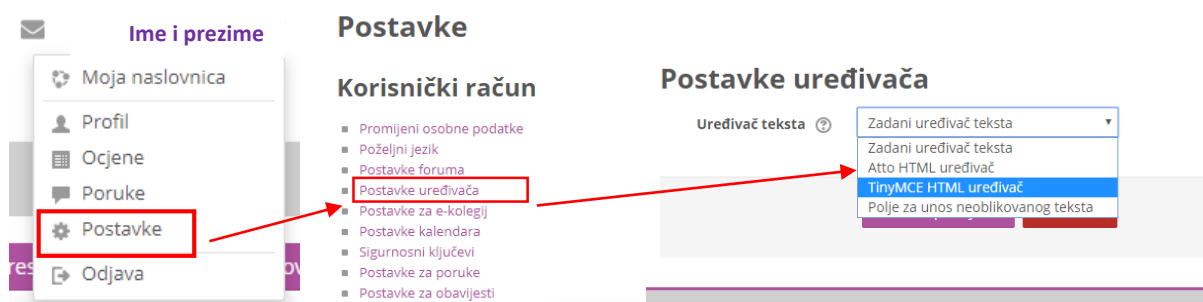 Ime i prezime
Moja naslovnica
Profil
Ocjene
Poruke
Postavke
Odjava
Postavke
Korisnički račun
Promijeni osobne podatke
Poželjni jezik
Postavke foruma
Postavke uređivača
Postavke za e-kolegij
Postavke kalendara
Sigurnosni ključevi
Postavke za poruke
Postavke za obavijesti
Postavke uređivača
Uređivač teksta
Zadani uređivač teksta
Zadani uređivač teksta
Atto HTML uređivač
TinyMCE HTML uređivač
Polje za unos neoblikovanog teksta